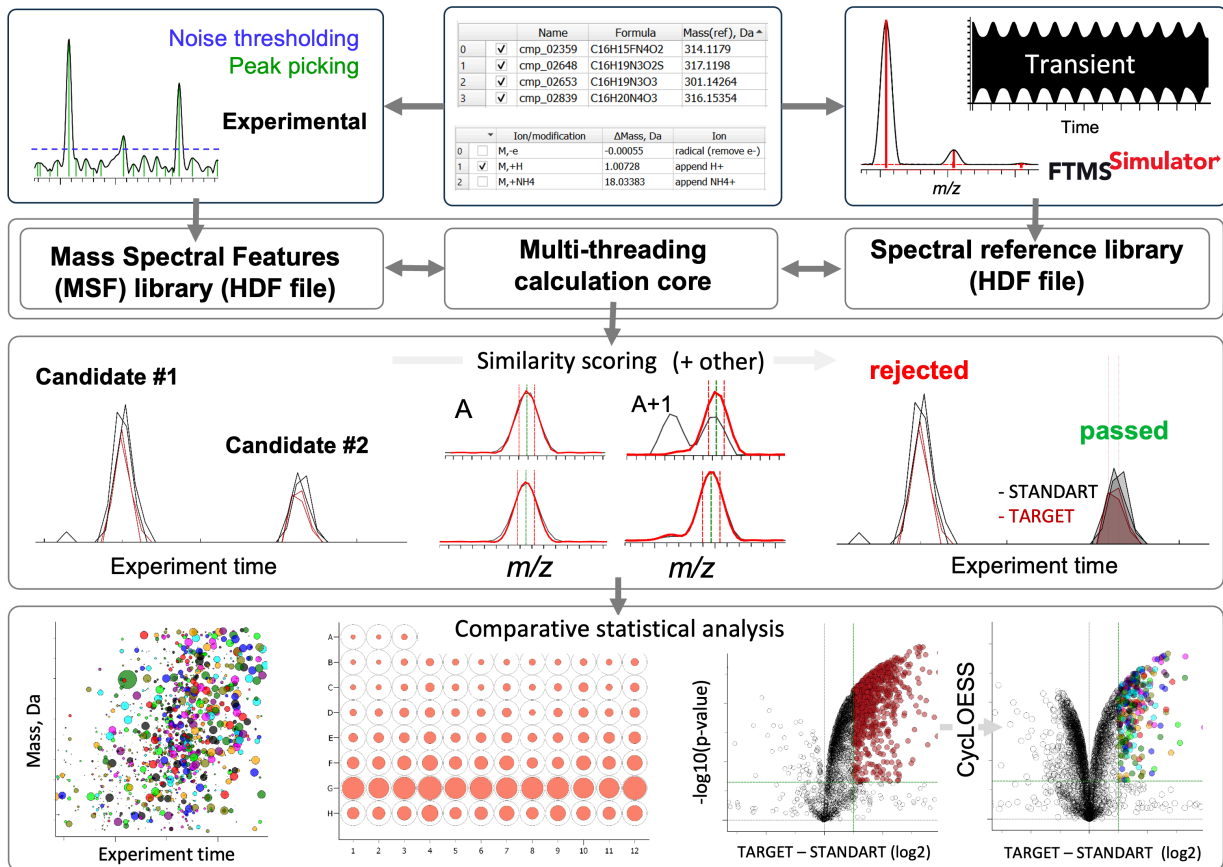 Noise thresholding
Peak picking
Experimental
Name Formula Mass(ref), Da
0 cmp_02359 C16H15FN4O2 314.1179
1 cmp_02648 C16H19N3O2S 317.1198
2 cmp_02653 C16H19N3O3 301.14264
3 cmp_02839 C16H20N4O3 316.15354
Ion/modification ΔMass, Da Ion
0 M,-e -0.00055 radical (remove e-)
1 M,+H 1.00728 append H+
2 M,+NH4 18.03383 append NH4+
Transient
Time
FTMS Simulator
m/z
Mass Spectral Features
(MSF) library (HDF file)
Multi-threading
calculation core
Spectral reference library
(HDF file)
Similarity scoring (+ other)
Candidate #1
Candidate #2
Experiment time
A
A+1
m/z
m/z
rejected
passed
- STANDART
- TARGET
Experiment time
Comparative statistical analysis
Mass, Da
Experiment time
A
B
C
D
E
F
G
H
1 2 3 4 5 6 7 8 9 10 11 12
-log10(p-value)
TARGET – STANDART (log2)
CycLOESS
TARGET – STANDART (log2)